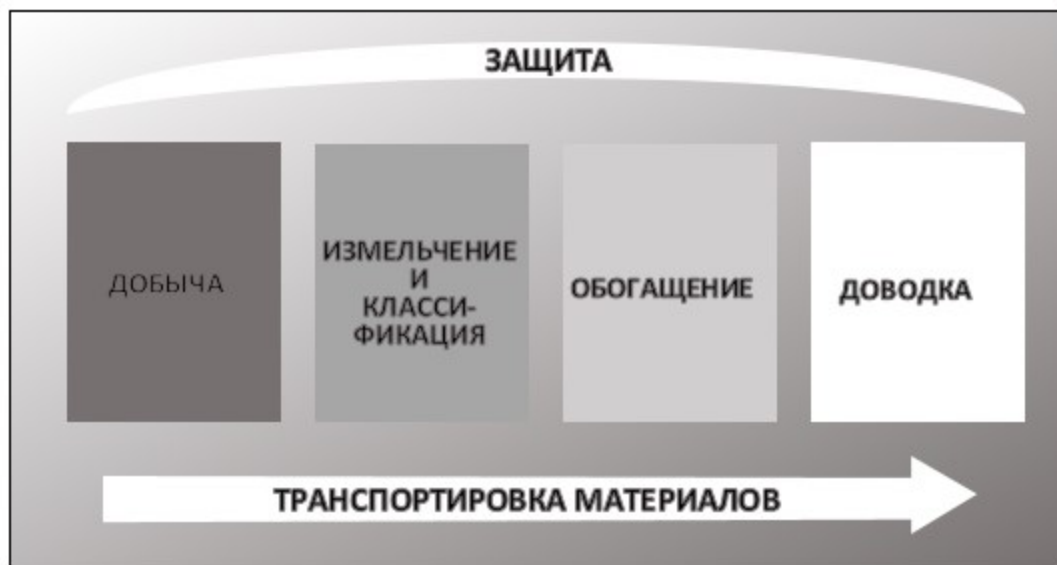 ЗАЩИТА
ДОБЫЧА
ИЗМЕЛЬЧЕНИЕ
И
КЛАССИ-
ФИКАЦИЯ
ОБОГАЩЕНИЕ
ДОВОДКА
ТРАНСПОРТИРОВКА МАТЕРИАЛОВ